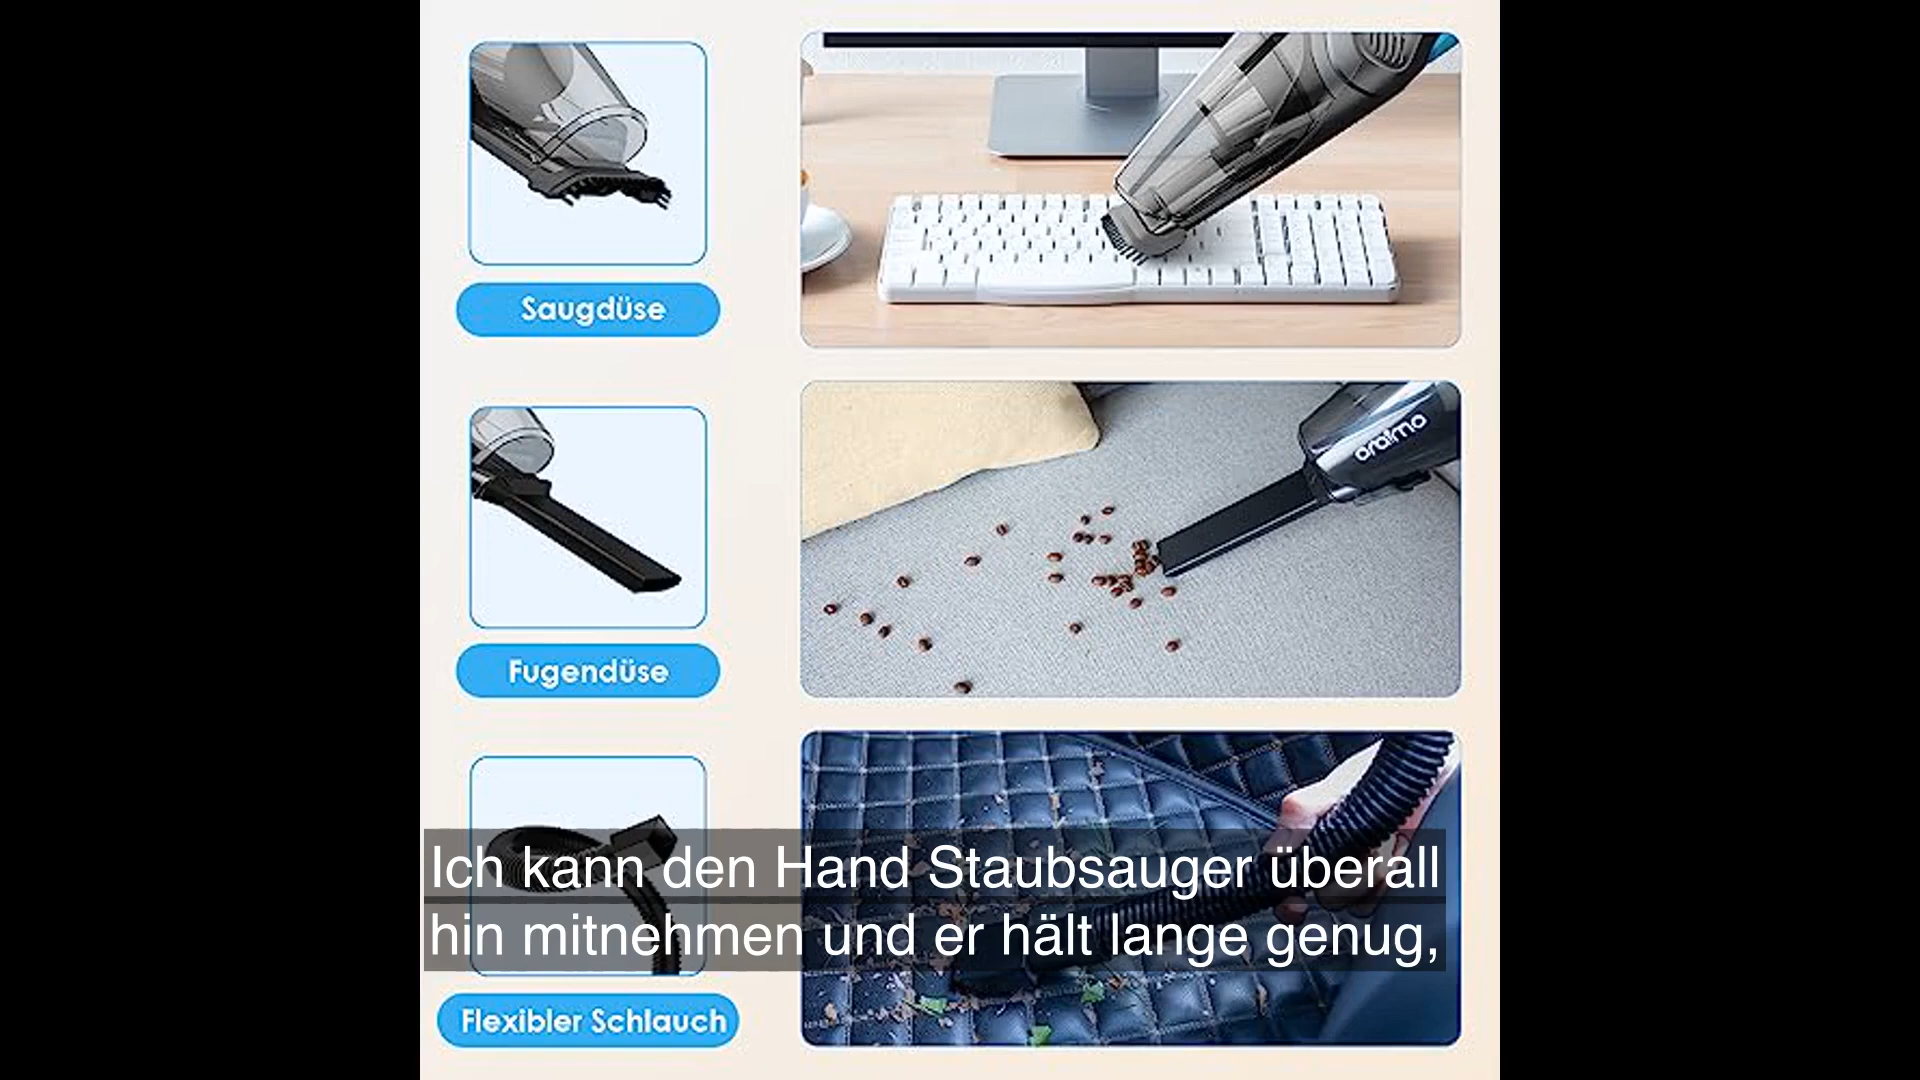 Saugdüse
Fugendüse
oraimo
Ich kann den Hand Staubsauger überall
hin mitnehmen und er hält lange genug,
Flexibler Schlauch